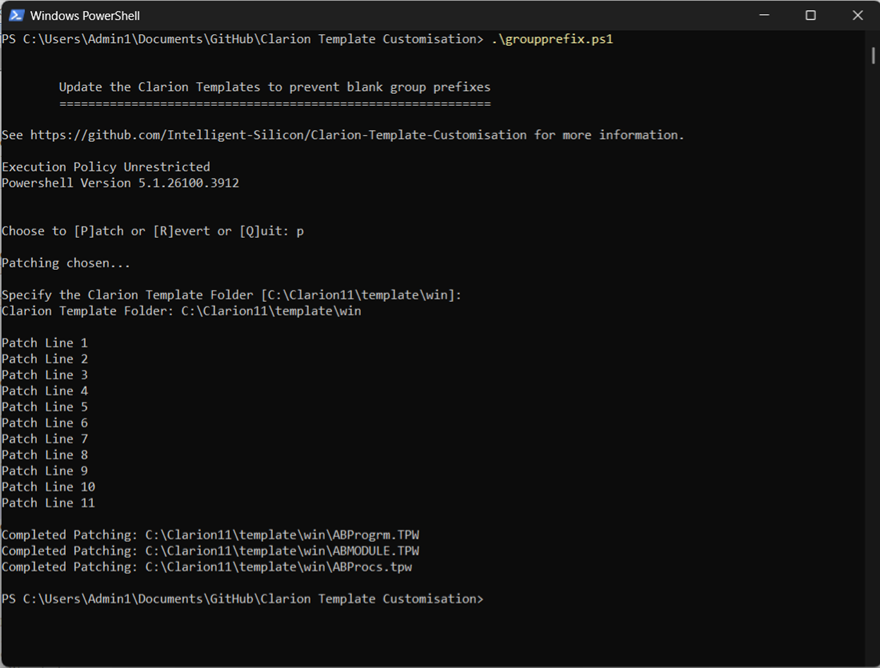 Windows PowerShell
PS C:\Users\Admin1\Documents\GitHub\Clarion Template Customisation> .\groupprefix.ps1
Update the Clarion Templates to prevent blank group prefixes
============================================================
See https://github.com/Intelligent-Silicon/Clarion-Template-Customisation for more information.
Execution Policy Unrestricted
Powershell Version 5.1.26100.3912
Choose to [P]atch or [R]evert or [Q]uit: p
Patching chosen...
Specify the Clarion Template Folder [C:\Clarion11\template\win]:
Clarion Template Folder: C:\Clarion11\template\win
Patch Line 1
Patch Line 2
Patch Line 3
Patch Line 4
Patch Line 5
Patch Line 6
Patch Line 7
Patch Line 8
Patch Line 9
Patch Line 10
Patch Line 11
Completed Patching: C:\Clarion11\template\win\ABProgrm.TPW
Completed Patching: C:\Clarion11\template\win\ABMODULE.TPW
Completed Patching: C:\Clarion11\template\win\ABProcs.tpw
PS C:\Users\Admin1\Documents\GitHub\Clarion Template Customisation>